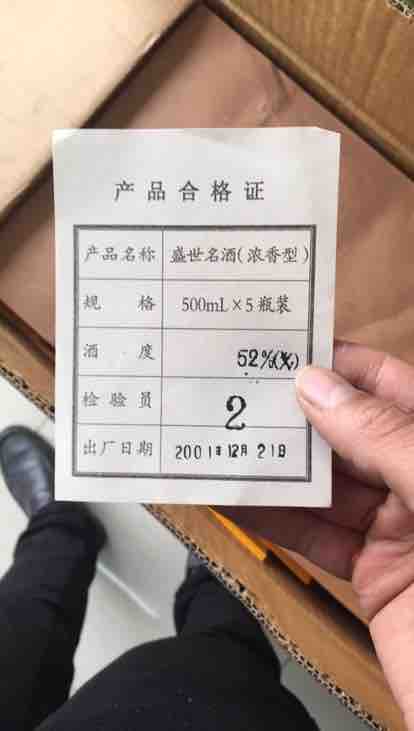 产品合格证
产品名称 盛世名酒(浓香型)
规格 500mL×5瓶装
酒度 52%(%)
检验员 2
出厂日期 2001年12月21日